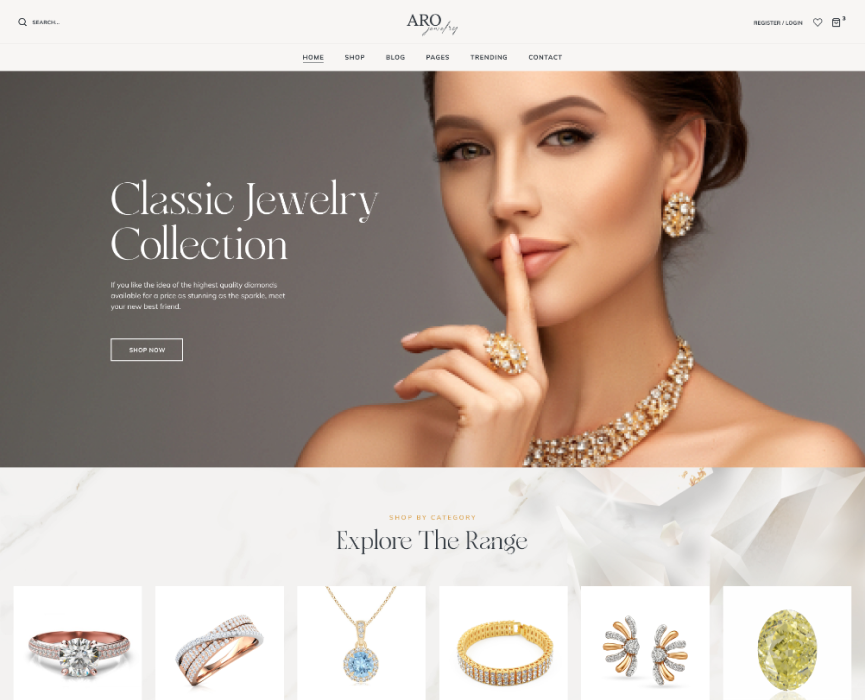 SEARCH...
ARO
jewelry
REGISTER / LOGIN
3
HOME SHOP BLOG PAGES TRENDING CONTACT
Classic Jewelry
Collection
If you like the idea of the highest quality diamonds
available for a price as stunning as the sparkle, meet
your new best friend.
SHOP NOW
SHOP BY CATEGORY
Explore The Range